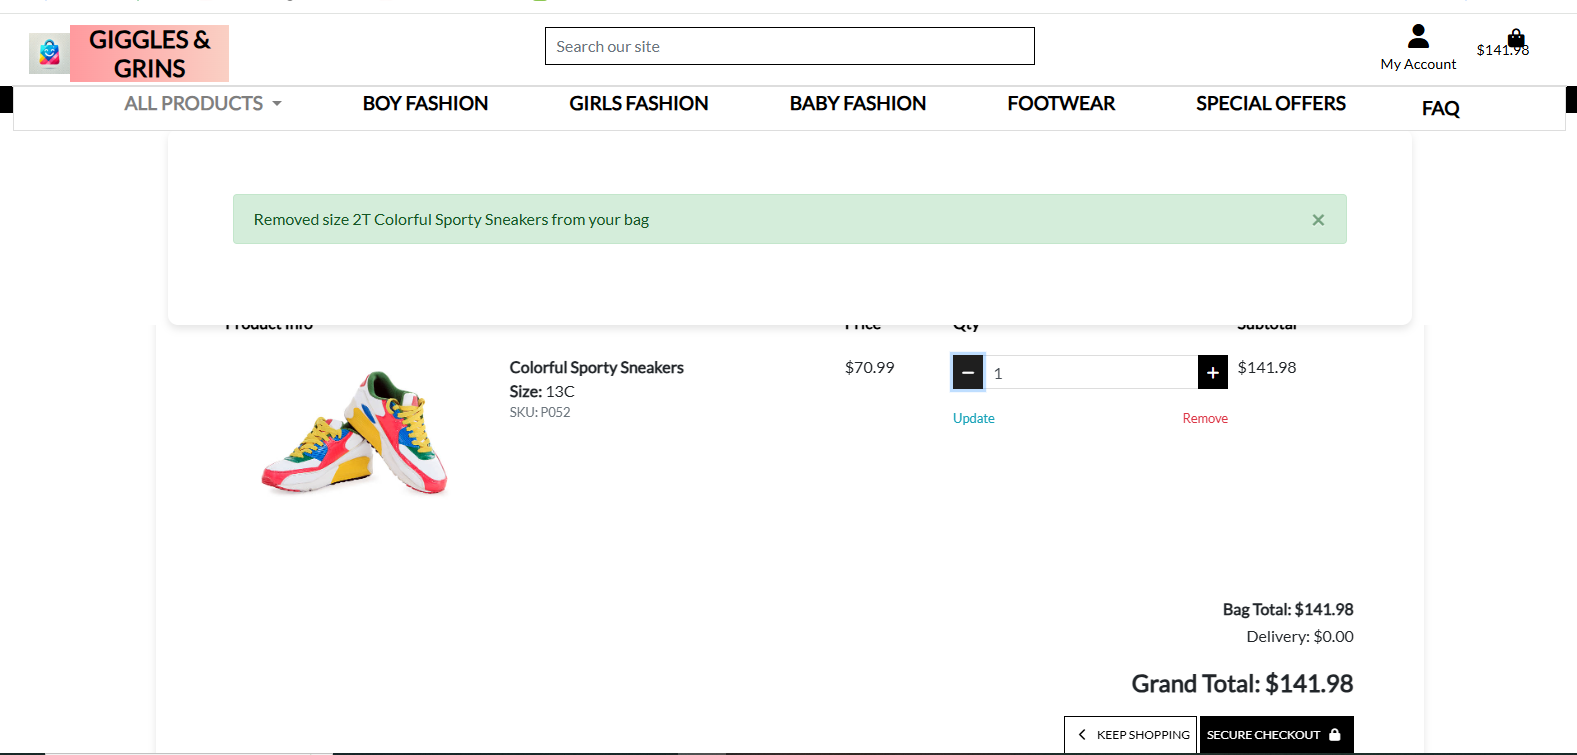 GIGGLES &
GRINS
Search our site
My Account
$141.98
ALL PRODUCTS
BOY FASHION
GIRLS FASHION
BABY FASHION
FOOTWEAR
SPECIAL OFFERS
FAQ
Removed size 2T Colorful Sporty Sneakers from your bag
×
Product Info
Price
Qty
Subtotal
Colorful Sporty Sneakers
Size: 13C
SKU: P052
$70.99
− 1 +
$141.98
Update
Remove
Bag Total: $141.98
Delivery: $0.00
Grand Total: $141.98
KEEP SHOPPING
SECURE CHECKOUT